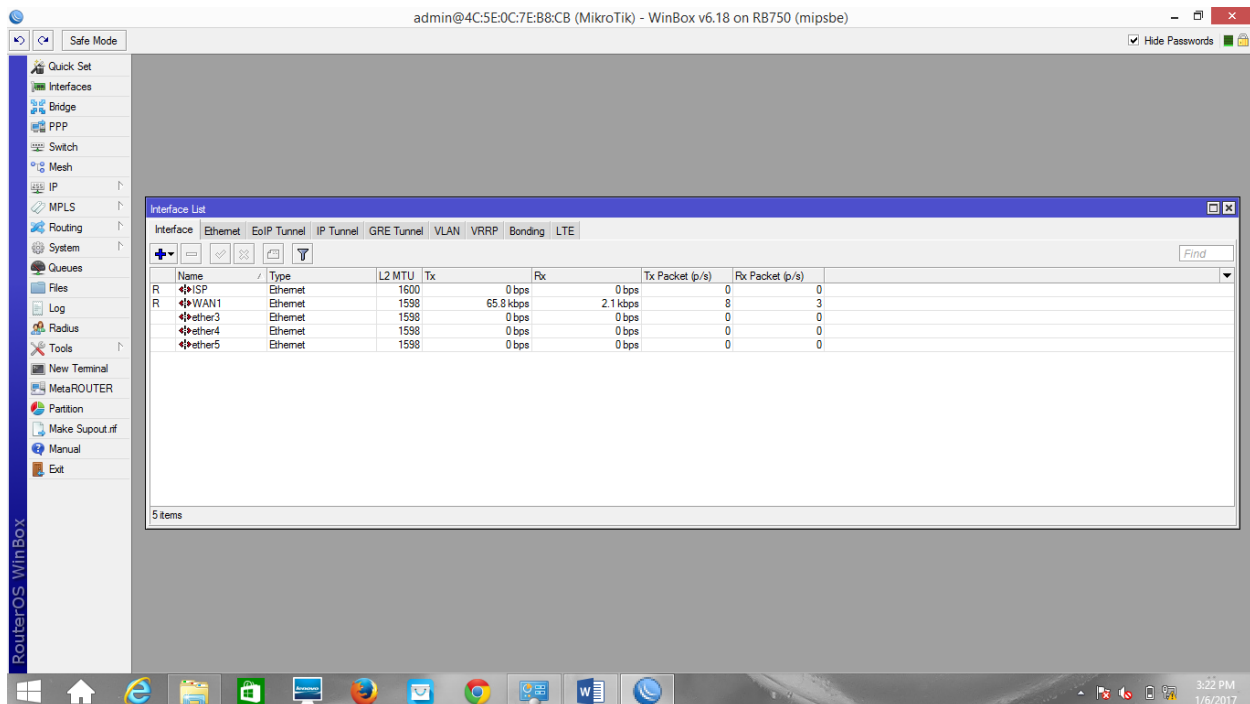 admin@4C:5E:0C:7E:B8:CB (MikroTik) - WinBox v6.18 on RB750 (mipsbe)
Safe Mode
Hide Passwords
Quick Set
Interfaces
Bridge
PPP
Switch
Mesh
IP
MPLS
Routing
System
Queues
Files
Log
Radius
Tools
New Terminal
MetaROUTER
Partition
Make Supout.rif
Manual
Exit
RouterOS WinBox
Interface List
Interface Ethernet EoIP Tunnel IP Tunnel GRE Tunnel VLAN VRRP Bonding LTE
Find
Name / Type L2 MTU Tx Rx Tx Packet (p/s) Rx Packet (p/s)
R ISP Ethernet 1600 0 bps 0 bps 0 0
R WAN1 Ethernet 1598 65.8 kbps 2.1 kbps 8 3
ether3 Ethernet 1598 0 bps 0 bps 0 0
ether4 Ethernet 1598 0 bps 0 bps 0 0
ether5 Ethernet 1598 0 bps 0 bps 0 0
5 items
lenovo
3:22 PM
1/6/2017